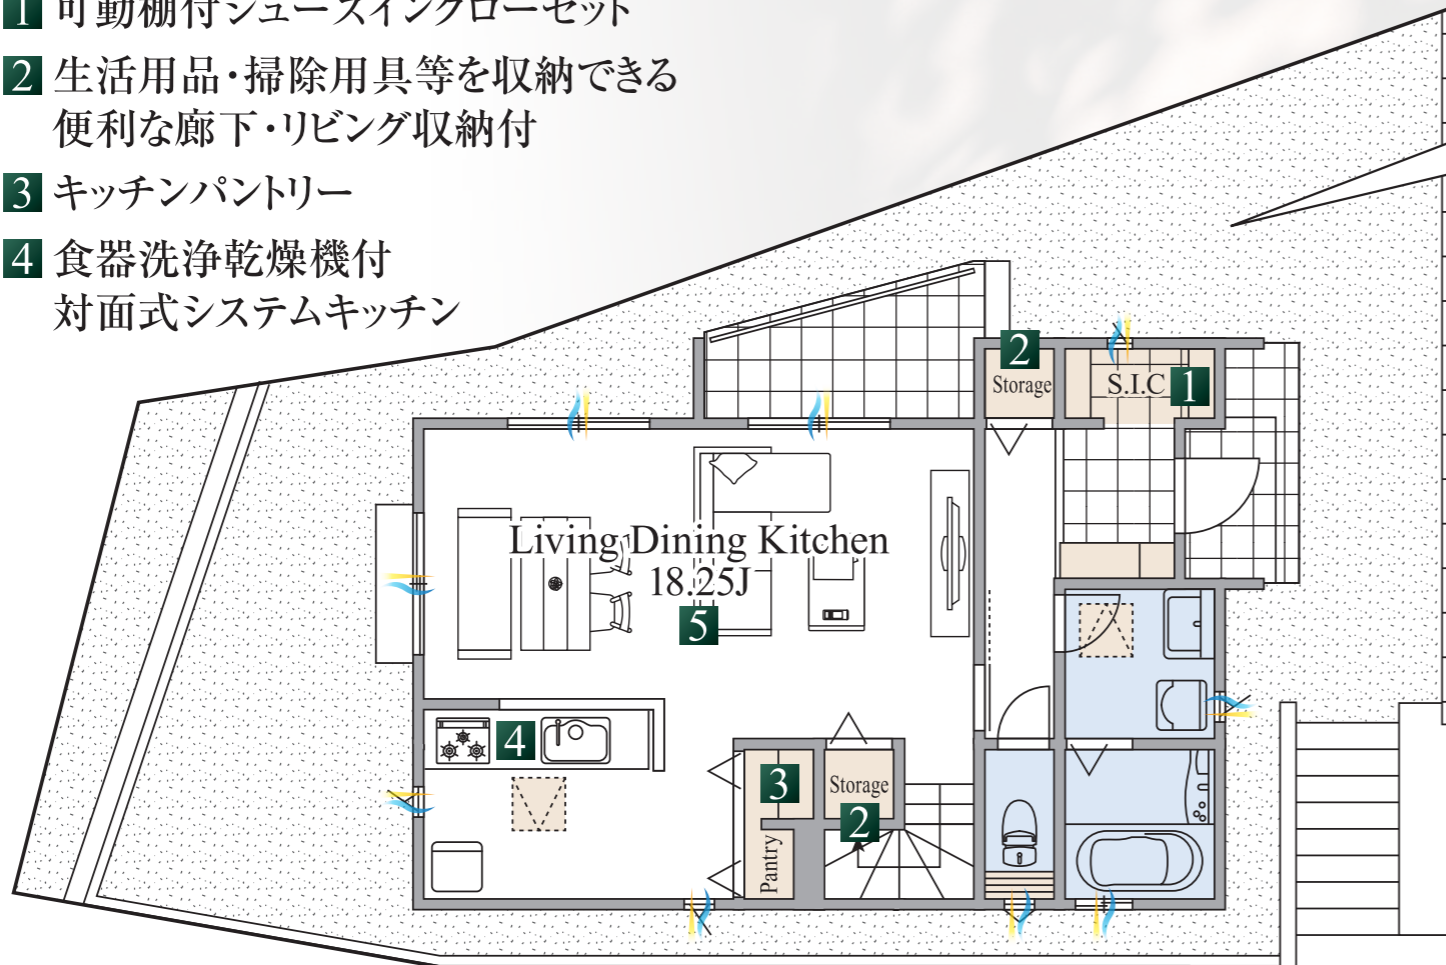 1 可動棚付シューズインクローゼット
2 生活用品・掃除用具等を収納できる
便利な廊下・リビング収納付
3 キッチンパントリー
4 食器洗浄乾燥機付
対面式システムキッチン
2
Storage
S.I.C 1
Living Dining Kitchen
18.25J
5
4
3
Pantry
Storage
2